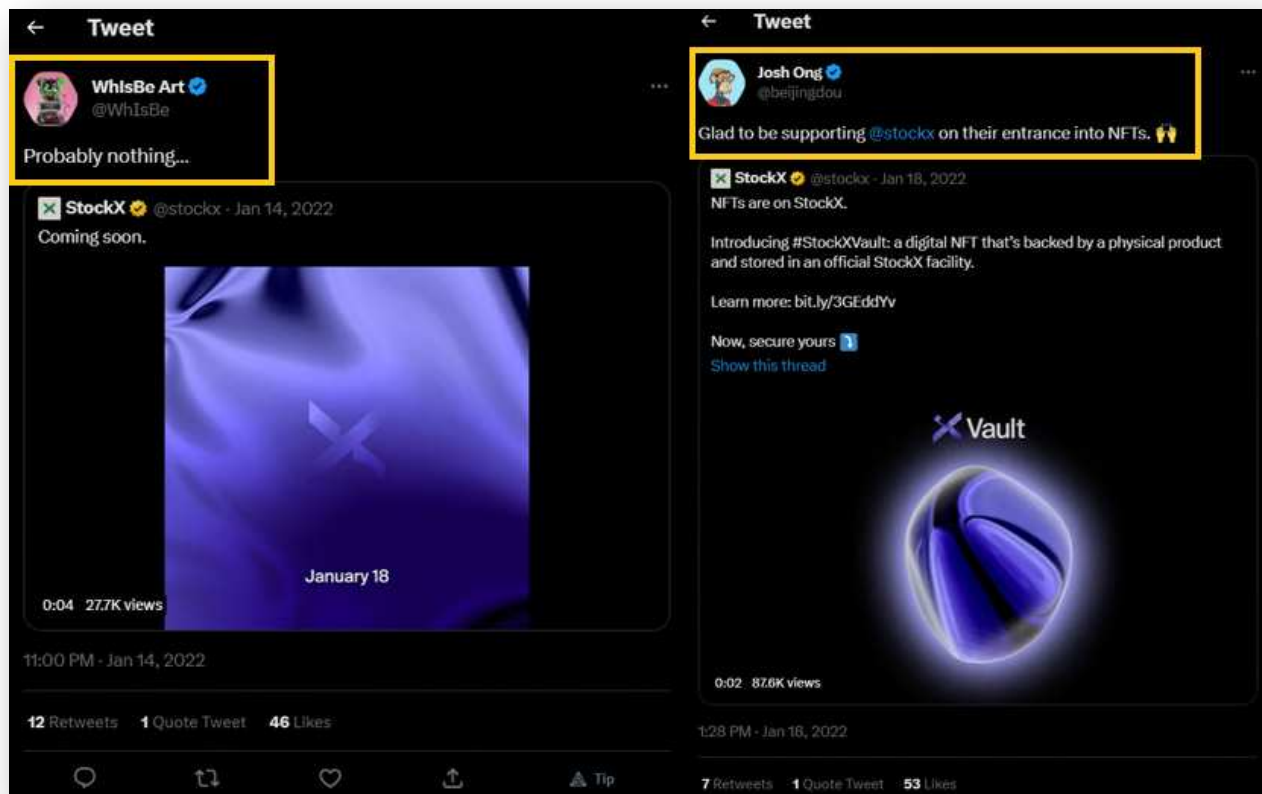 Tweet
WhIsBe Art
@WhIsBe
Probably nothing...
StockX @stockx · Jan 14, 2022
Coming soon.
January 18
0:04 27.7K views
11:00 PM · Jan 14, 2022
12 Retweets 1 Quote Tweet 46 Likes
Tip
Tweet
Josh Ong
@beijingdou
Glad to be supporting @stockx on their entrance into NFTs. 🙌
StockX @stockx · Jan 18, 2022
NFTs are on StockX.
Introducing #StockXVault: a digital NFT that's backed by a physical product
and stored in an official StockX facility.
Learn more: bit.ly/3GEddYv
Now, secure yours ⤵️
Show this thread
Vault
0:02 87.6K views
1:28 PM · Jan 18, 2022
7 Retweets 1 Quote Tweet 53 Likes